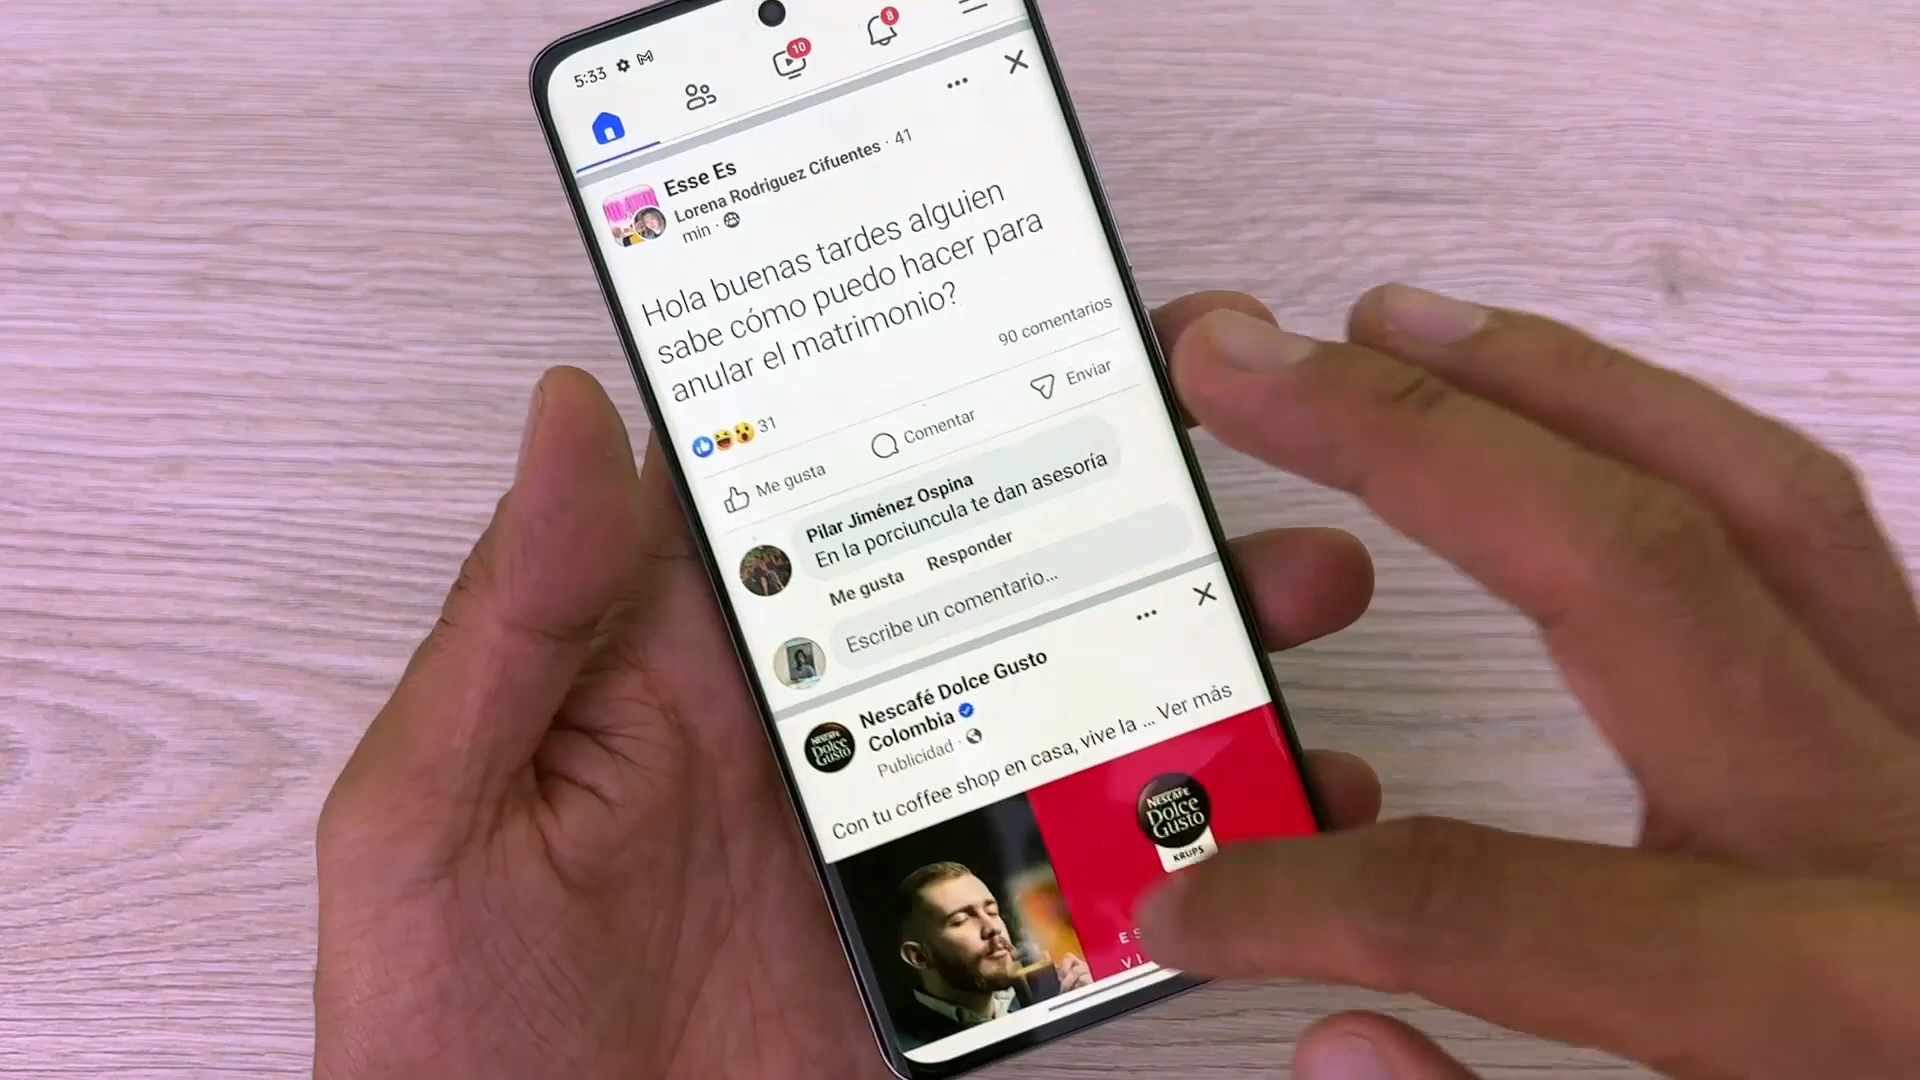 5:33
10
8
Esse Es
Lorena Rodriguez Cifuentes · 41
min ·
Hola buenas tardes alguien
sabe cómo puedo hacer para
anular el matrimonio?
31
90 comentarios
Me gusta
Comentar
Enviar
Pilar Jiménez Ospina
En la porciuncula te dan asesoría
Me gusta
Responder
Escribe un comentario...
Nescafé Dolce Gusto
Colombia
Publicidad ·
Con tu coffee shop en casa, vive la ... Ver más
NESCAFÉ
Dolce
Gusto
NESCAFÉ
Dolce
Gusto
KRUPS